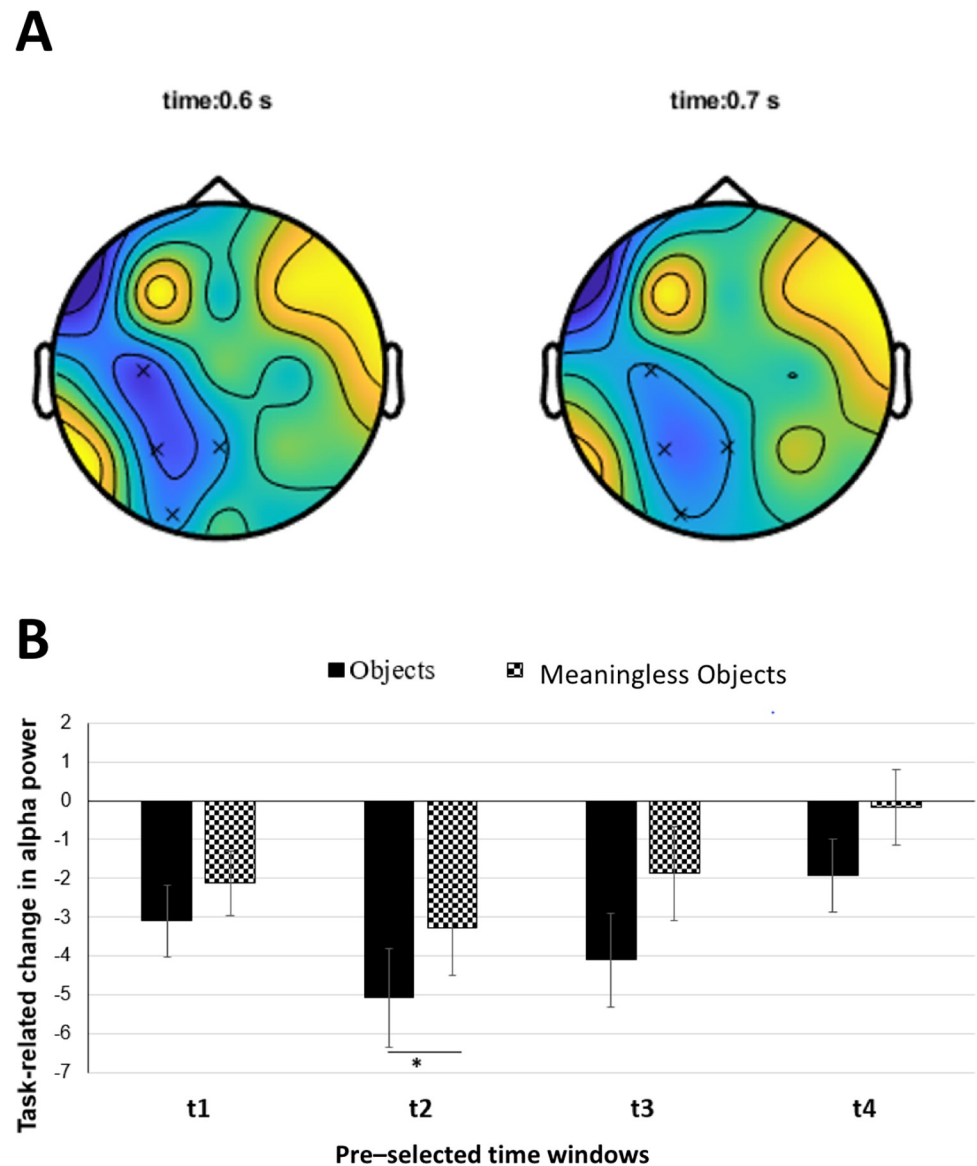 A
time:0.6 s
time:0.7 s
B
Objects
Meaningless Objects
Task-related change in alpha power
2
1
0
-1
-2
-3
-4
-5
-6
-7
*
t1
t2
t3
t4
Pre–selected time windows